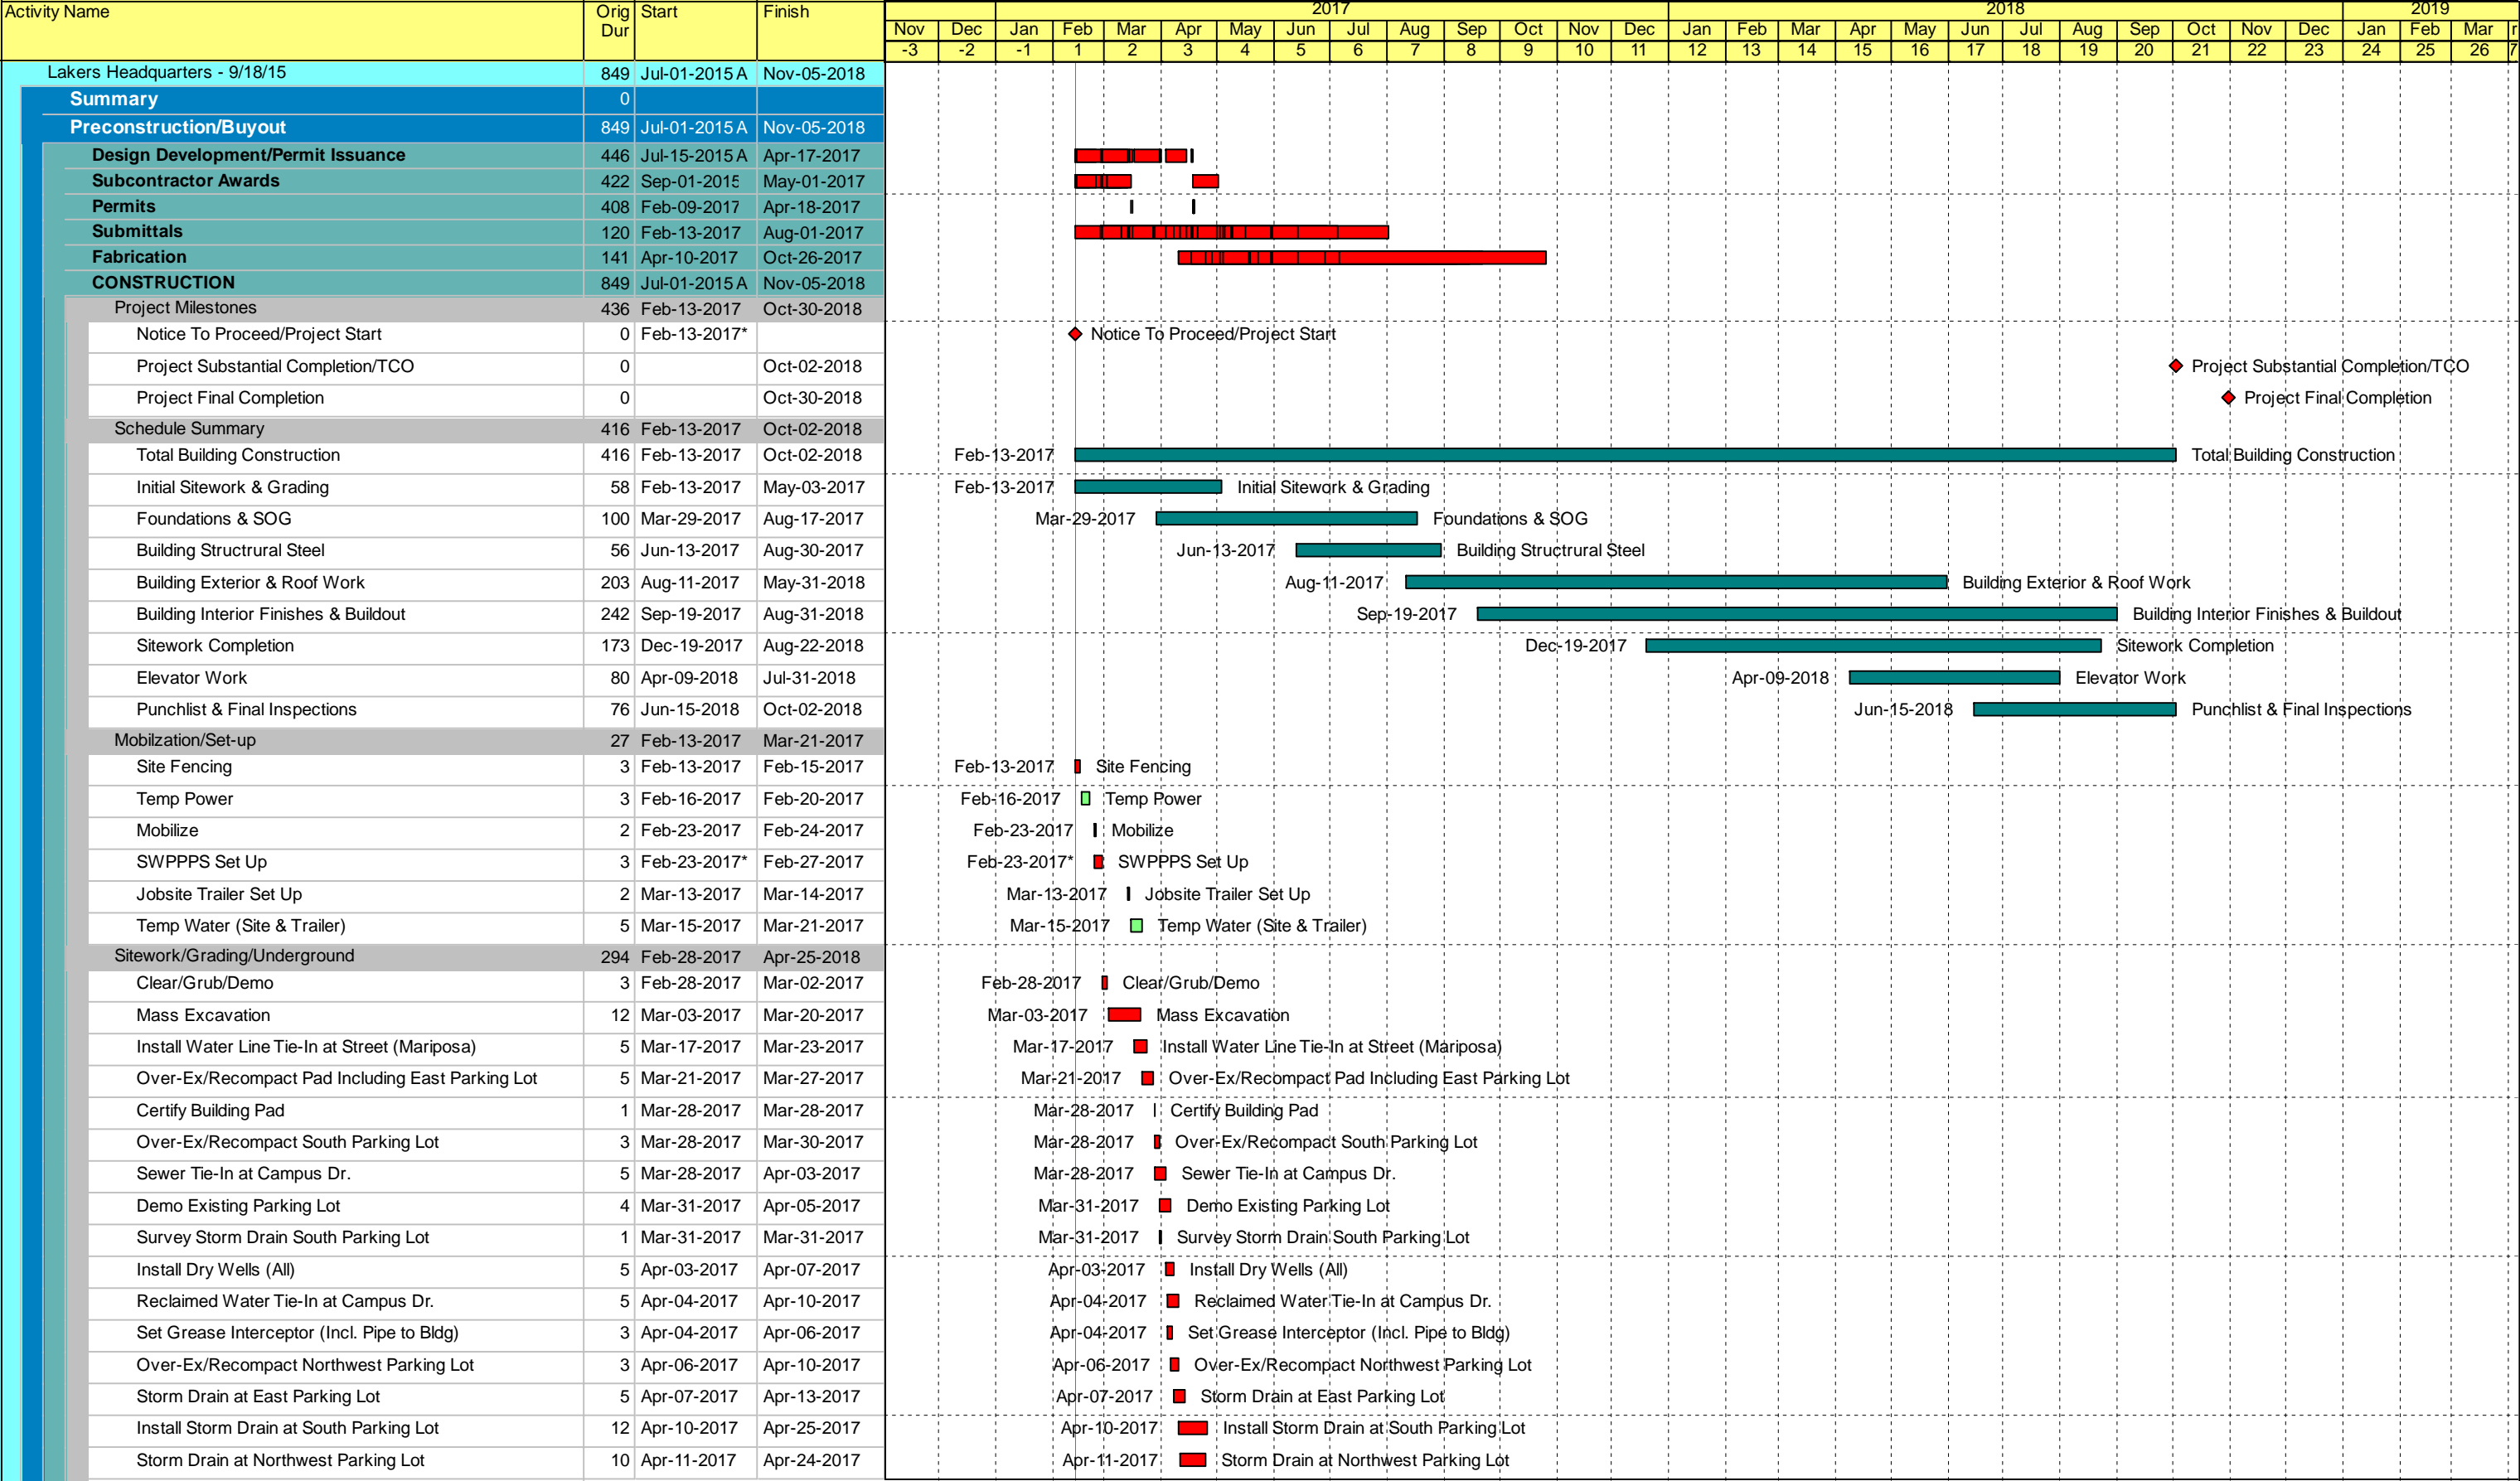 Activity Name Orig Dur Start Finish
2017 2018 2019
Nov Dec Jan Feb Mar Apr May Jun Jul Aug Sep Oct Nov Dec Jan Feb Mar Apr May Jun Jul Aug Sep Oct Nov Dec Jan Feb Mar r
-3 -2 -1 1 2 3 4 5 6 7 8 9 10 11 12 13 14 15 16 17 18 19 20 21 22 23 24 25 26 7
Lakers Headquarters - 9/18/15 849 Jul-01-2015 A Nov-05-2018
Summary 0
Preconstruction/Buyout 849 Jul-01-2015 A Nov-05-2018
Design Development/Permit Issuance 446 Jul-15-2015 A Apr-17-2017
Subcontractor Awards 422 Sep-01-2015 May-01-2017
Permits 408 Feb-09-2017 Apr-18-2017
Submittals 120 Feb-13-2017 Aug-01-2017
Fabrication 141 Apr-10-2017 Oct-26-2017
CONSTRUCTION 849 Jul-01-2015 A Nov-05-2018
Project Milestones 436 Feb-13-2017 Oct-30-2018
Notice To Proceed/Project Start 0 Feb-13-2017* Notice To Proceed/Project Start
Project Substantial Completion/TCO 0 Oct-02-2018 Project Substantial Completion/TCO
Project Final Completion 0 Oct-30-2018 Project Final Completion
Schedule Summary 416 Feb-13-2017 Oct-02-2018
Total Building Construction 416 Feb-13-2017 Oct-02-2018 Feb-13-2017 Total Building Construction
Initial Sitework & Grading 58 Feb-13-2017 May-03-2017 Feb-13-2017 Initial Sitework & Grading
Foundations & SOG 100 Mar-29-2017 Aug-17-2017 Mar-29-2017 Foundations & SOG
Building Structrural Steel 56 Jun-13-2017 Aug-30-2017 Jun-13-2017 Building Structrural Steel
Building Exterior & Roof Work 203 Aug-11-2017 May-31-2018 Aug-11-2017 Building Exterior & Roof Work
Building Interior Finishes & Buildout 242 Sep-19-2017 Aug-31-2018 Sep-19-2017 Building Interior Finishes & Buildout
Sitework Completion 173 Dec-19-2017 Aug-22-2018 Dec-19-2017 Sitework Completion
Elevator Work 80 Apr-09-2018 Jul-31-2018 Apr-09-2018 Elevator Work
Punchlist & Final Inspections 76 Jun-15-2018 Oct-02-2018 Jun-15-2018 Punchlist & Final Inspections
Mobilzation/Set-up 27 Feb-13-2017 Mar-21-2017
Site Fencing 3 Feb-13-2017 Feb-15-2017 Feb-13-2017 Site Fencing
Temp Power 3 Feb-16-2017 Feb-20-2017 Feb-16-2017 Temp Power
Mobilize 2 Feb-23-2017 Feb-24-2017 Feb-23-2017 Mobilize
SWPPPS Set Up 3 Feb-23-2017* Feb-27-2017 Feb-23-2017* SWPPPS Set Up
Jobsite Trailer Set Up 2 Mar-13-2017 Mar-14-2017 Mar-13-2017 Jobsite Trailer Set Up
Temp Water (Site & Trailer) 5 Mar-15-2017 Mar-21-2017 Mar-15-2017 Temp Water (Site & Trailer)
Sitework/Grading/Underground 294 Feb-28-2017 Apr-25-2018
Clear/Grub/Demo 3 Feb-28-2017 Mar-02-2017 Feb-28-2017 Clear/Grub/Demo
Mass Excavation 12 Mar-03-2017 Mar-20-2017 Mar-03-2017 Mass Excavation
Install Water Line Tie-In at Street (Mariposa) 5 Mar-17-2017 Mar-23-2017 Mar-17-2017 Install Water Line Tie-In at Street (Mariposa)
Over-Ex/Recompact Pad Including East Parking Lot 5 Mar-21-2017 Mar-27-2017 Mar-21-2017 Over-Ex/Recompact Pad Including East Parking Lot
Certify Building Pad 1 Mar-28-2017 Mar-28-2017 Mar-28-2017 Certify Building Pad
Over-Ex/Recompact South Parking Lot 3 Mar-28-2017 Mar-30-2017 Mar-28-2017 Over-Ex/Recompact South Parking Lot
Sewer Tie-In at Campus Dr. 5 Mar-28-2017 Apr-03-2017 Mar-28-2017 Sewer Tie-In at Campus Dr.
Demo Existing Parking Lot 4 Mar-31-2017 Apr-05-2017 Mar-31-2017 Demo Existing Parking Lot
Survey Storm Drain South Parking Lot 1 Mar-31-2017 Mar-31-2017 Mar-31-2017 Survey Storm Drain South Parking Lot
Install Dry Wells (All) 5 Apr-03-2017 Apr-07-2017 Apr-03-2017 Install Dry Wells (All)
Reclaimed Water Tie-In at Campus Dr. 5 Apr-04-2017 Apr-10-2017 Apr-04-2017 Reclaimed Water Tie-In at Campus Dr.
Set Grease Interceptor (Incl. Pipe to Bldg) 3 Apr-04-2017 Apr-06-2017 Apr-04-2017 Set Grease Interceptor (Incl. Pipe to Bldg)
Over-Ex/Recompact Northwest Parking Lot 3 Apr-06-2017 Apr-10-2017 Apr-06-2017 Over-Ex/Recompact Northwest Parking Lot
Storm Drain at East Parking Lot 5 Apr-07-2017 Apr-13-2017 Apr-07-2017 Storm Drain at East Parking Lot
Install Storm Drain at South Parking Lot 12 Apr-10-2017 Apr-25-2017 Apr-10-2017 Install Storm Drain at South Parking Lot
Storm Drain at Northwest Parking Lot 10 Apr-11-2017 Apr-24-2017 Apr-11-2017 Storm Drain at Northwest Parking Lot